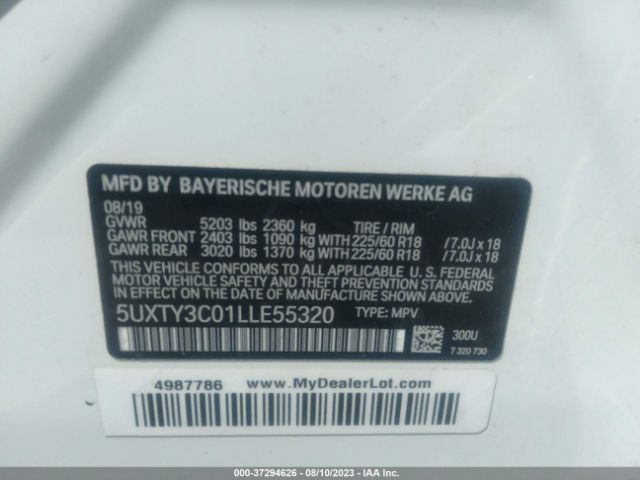 MFD BY BAYERISCHE MOTOREN WERKE AG
08/19
GVWR 5203 lbs 2360 kg TIRE / RIM
GAWR FRONT 2403 lbs 1090 kg WITH 225/60 R18 / 7.0J x 18
GAWR REAR 3020 lbs 1370 kg WITH 225/60 R18 / 7.0J x 18
THIS VEHICLE CONFORMS TO ALL APPLICABLE U. S. FEDERAL
MOTOR VEHICLE SAFETY AND THEFT PREVENTION
STANDARDS IN EFFECT ON THE DATE OF MANUFACTURE SHOWN ABOVE.
5UXTY3C01LLE55320 TYPE: MPV
300U
7 320 730
4987786 www.MyDealerLot.com
000-37294626 - 08/10/2023 - IAA Inc.